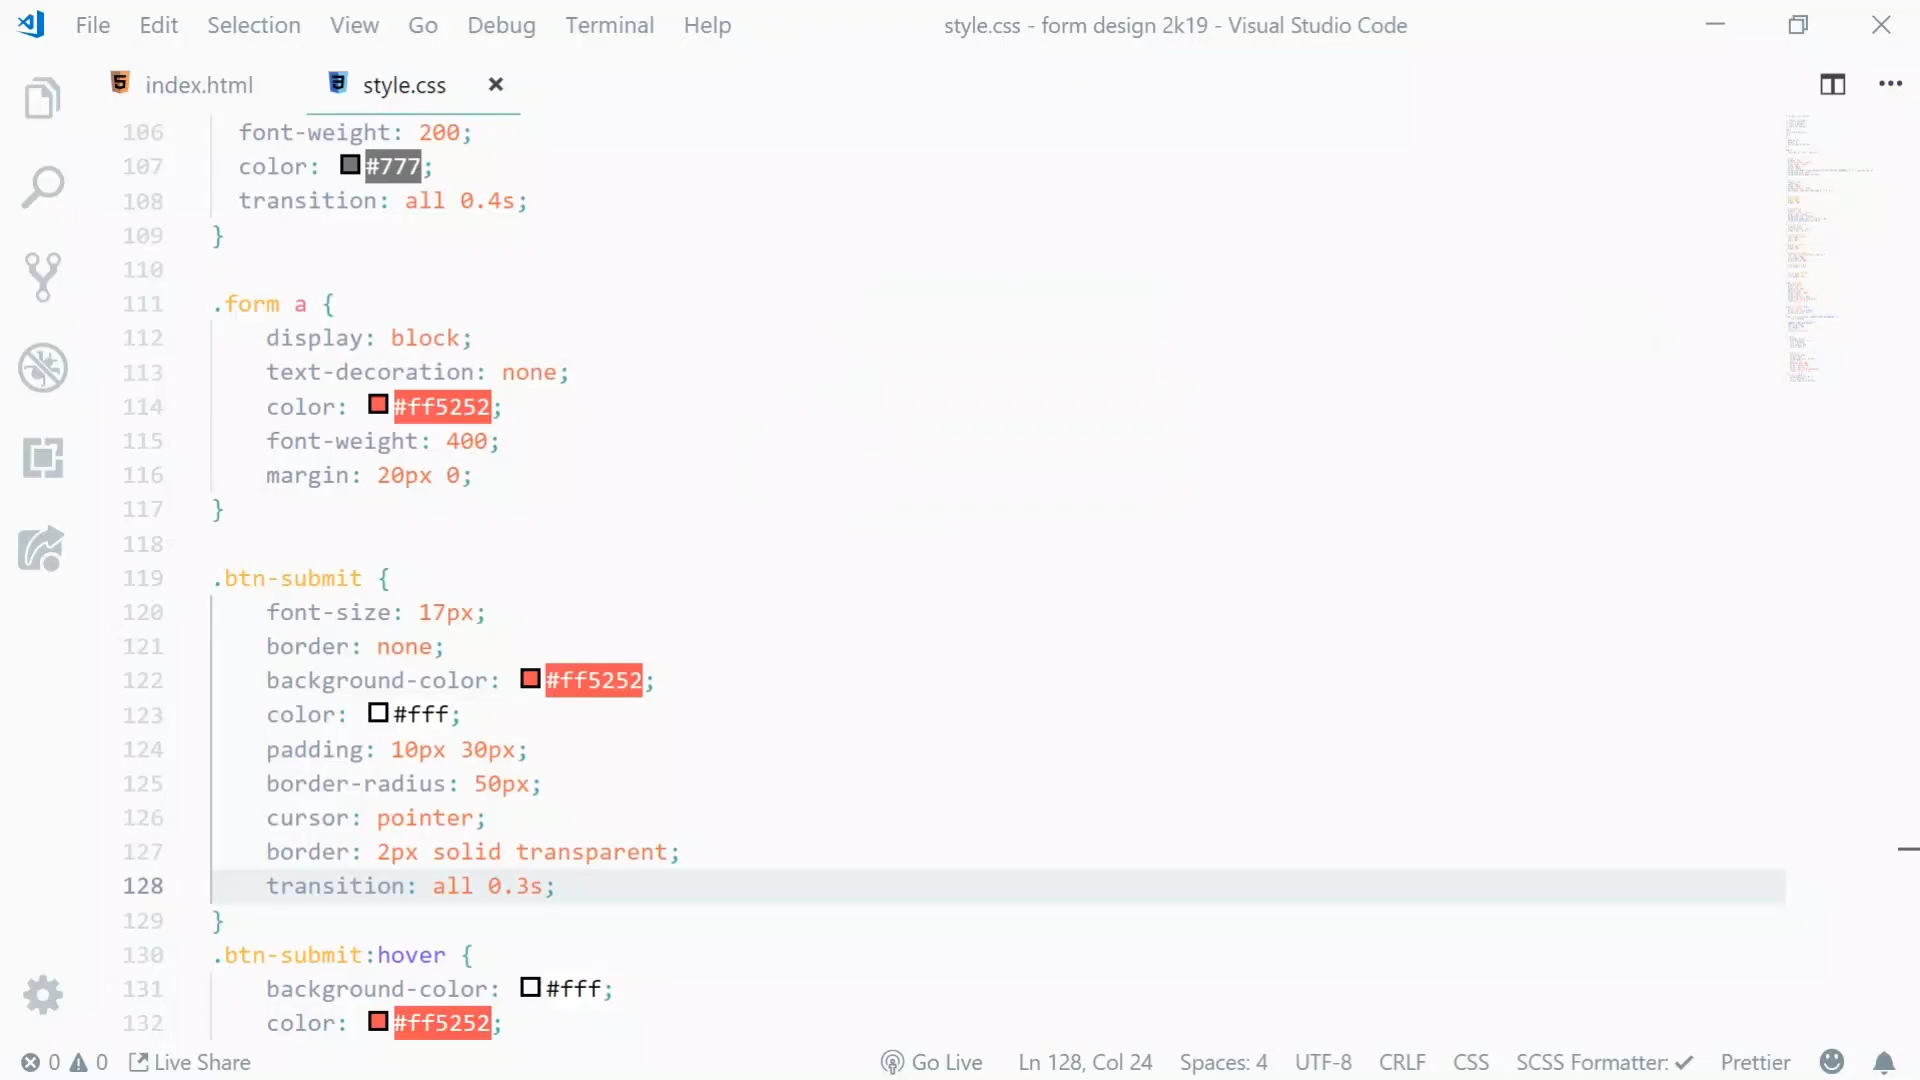 File Edit Selection View Go Debug Terminal Help style.css - form design 2k19 - Visual Studio Code
index.html style.css
106 font-weight: 200;
107 color: #777;
108 transition: all 0.4s;
109 }
110
111 .form a {
112 display: block;
113 text-decoration: none;
114 color: #ff5252;
115 font-weight: 400;
116 margin: 20px 0;
117 }
118
119 .btn-submit {
120 font-size: 17px;
121 border: none;
122 background-color: #ff5252;
123 color: #fff;
124 padding: 10px 30px;
125 border-radius: 50px;
126 cursor: pointer;
127 border: 2px solid transparent;
128 transition: all 0.3s;
129 }
130 .btn-submit:hover {
131 background-color: #fff;
132 color: #ff5252;
0 0 Live Share Go Live Ln 128, Col 24 Spaces: 4 UTF-8 CRLF CSS SCSS Formatter: ✓ Prettier